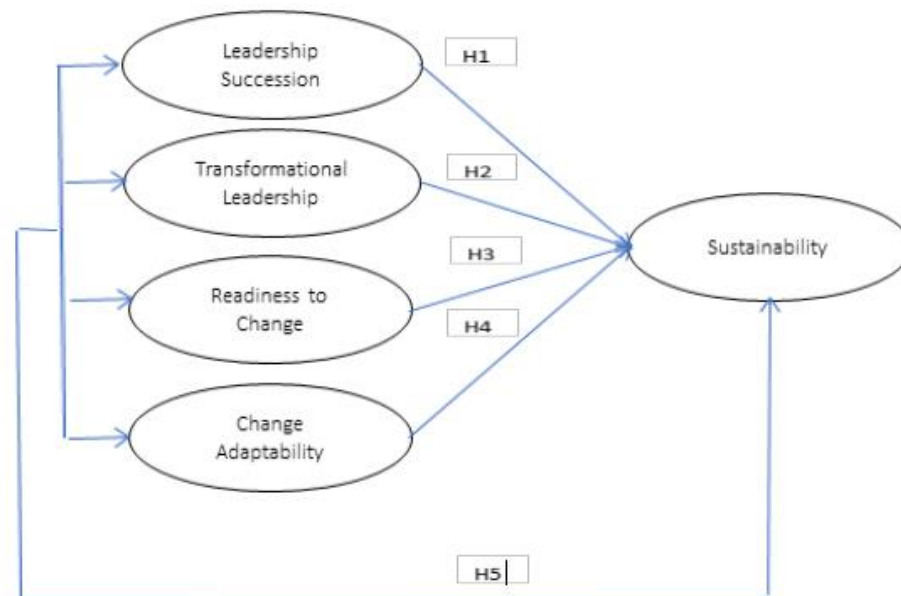 Leadership
Succession
H1
Transformational
Leadership
H2
Readiness to
Change
H3
H4
Change
Adaptability
Sustainability
H5